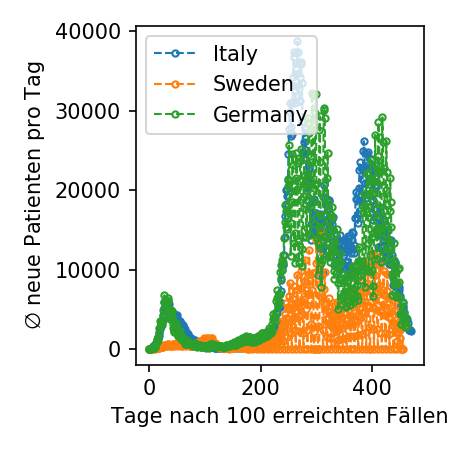 40000
30000
20000
10000
0
∅ neue Patienten pro Tag
Italy
Sweden
Germany
0 200 400
Tage nach 100 erreichten Fällen